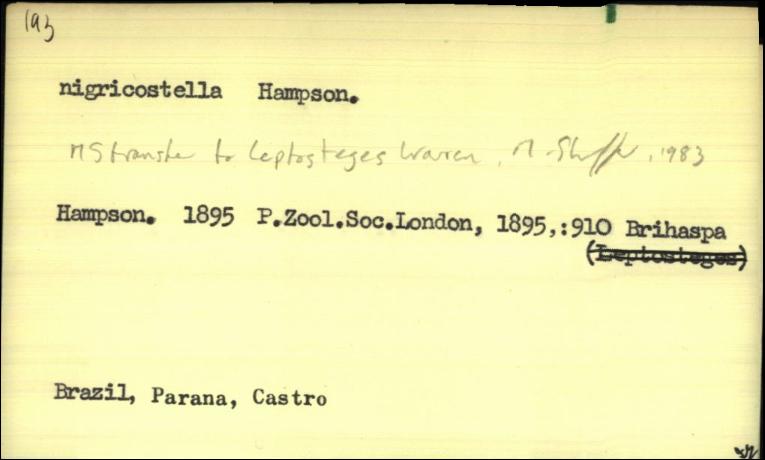 193
nigricostella Hampson.
MS transfer to Leptosteges Warren, M. Shaffer, 1983
Hampson. 1895 P.Zool.Soc.London, 1895,:910 Brihaspa
(Leptosteges)
Brazil, Parana, Castro